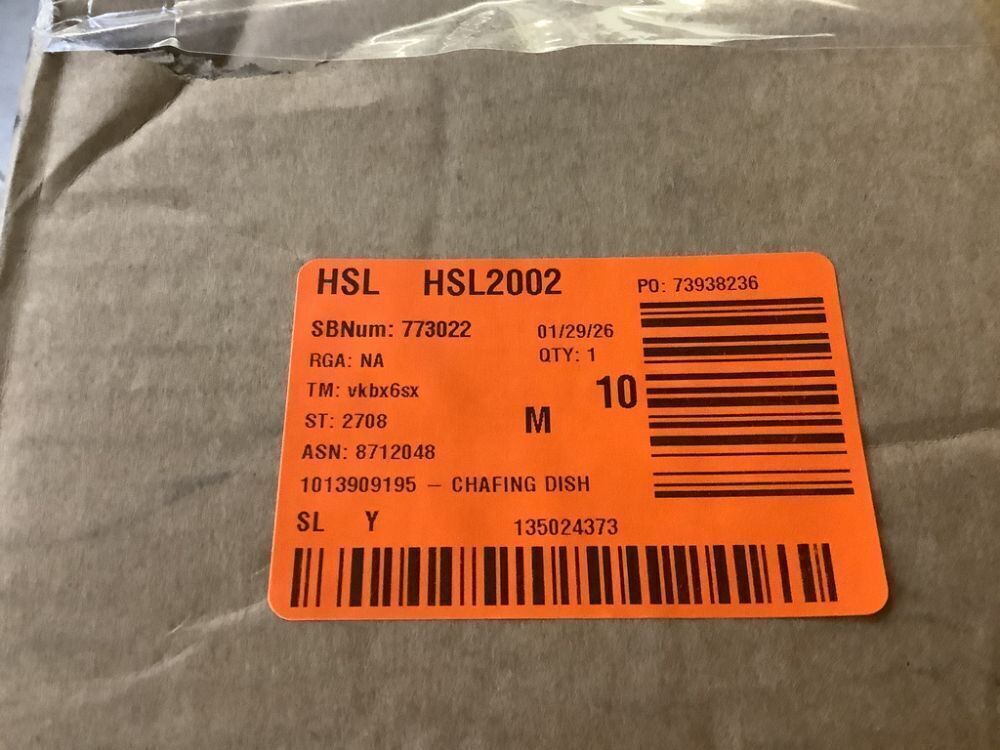 HSL HSL2002
PO: 73938236
SBNum: 773022
01/29/26
RGA: NA
QTY: 1
TM: vkbx6sx
10
ST: 2708
M
ASN: 8712048
1013909195 – CHAFING DISH
SL Y
135024373